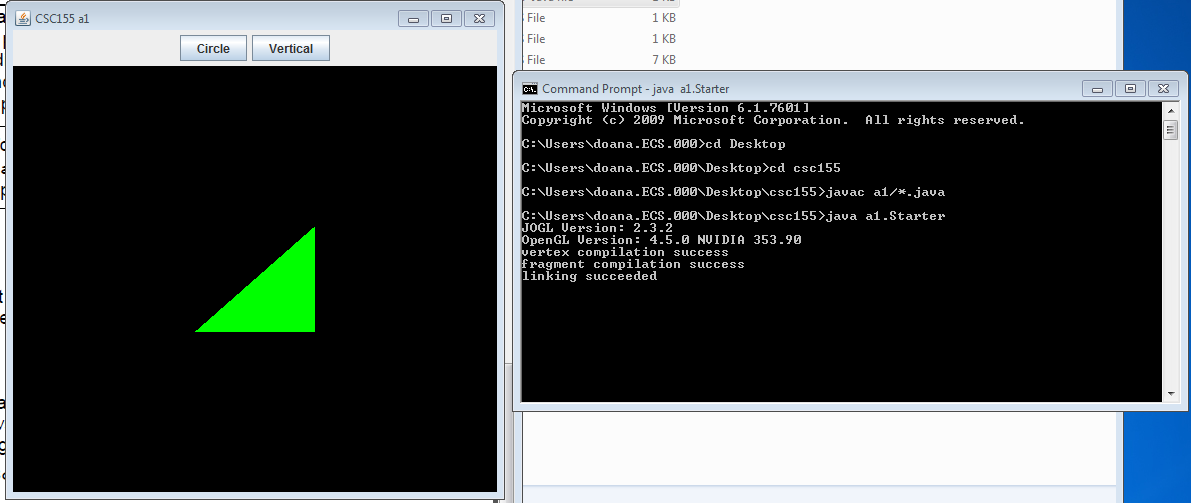 CSC155 a1
Circle
Vertical
File
1 KB
File
1 KB
File
7 KB
Command Prompt - java a1.Starter
Microsoft Windows [Version 6.1.7601]
Copyright (c) 2009 Microsoft Corporation.  All rights reserved.
C:\Users\doana.ECS.000>cd Desktop
C:\Users\doana.ECS.000\Desktop>cd csc155
C:\Users\doana.ECS.000\Desktop\csc155>javac a1/*.java
C:\Users\doana.ECS.000\Desktop\csc155>java a1.Starter
JOGL Version: 2.3.2
OpenGL Version: 4.5.0 NVIDIA 353.90
vertex compilation success
fragment compilation success
linking succeeded